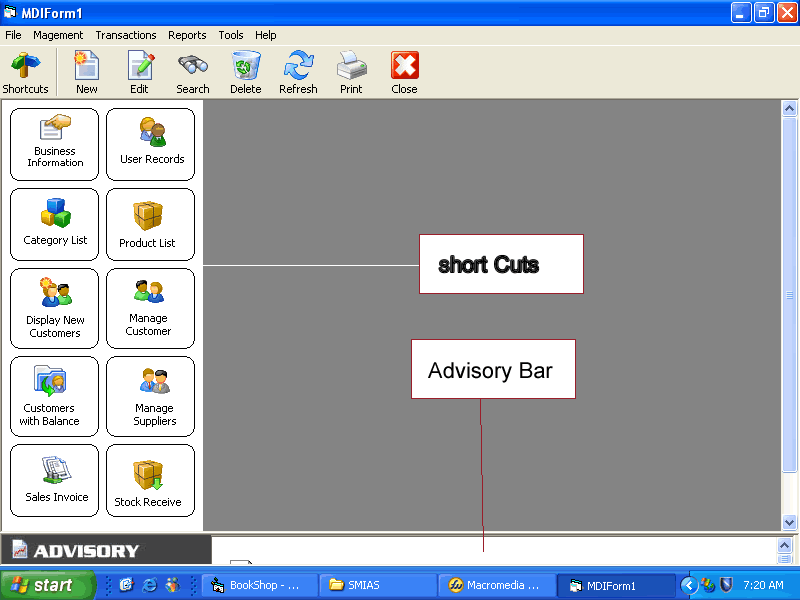 MDIForm1
File Magement Transactions Reports Tools Help
Shortcuts New Edit Search Delete Refresh Print Close
Business
Information
User Records
Category List
Product List
Display New
Customers
Manage
Customer
Customers
with Balance
Manage
Suppliers
Sales Invoice
Stock Receive
short Cuts
Advisory Bar
ADVISORY
start BookShop - ... SMIAS Macromedia ... MDIForm1 7:20 AM